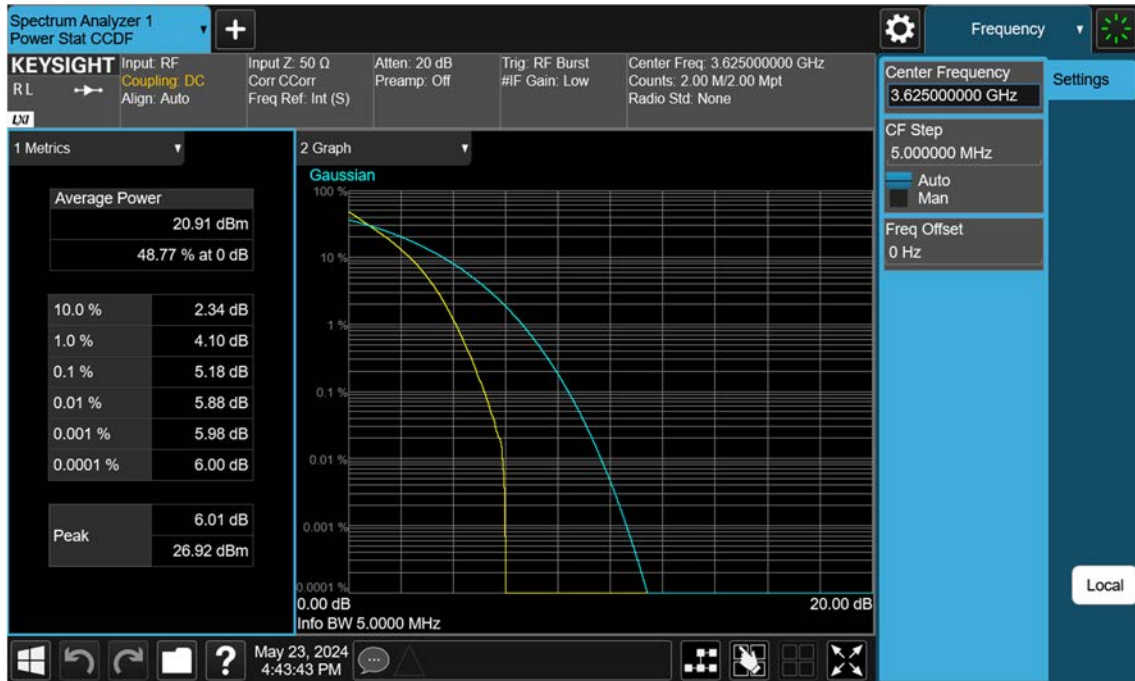 Spectrum Analyzer 1
Power Stat CCDF
Frequency
KEYSIGHT
Input: RF
Input Z: 50 Ω
Atten: 20 dB
Trig: RF Burst
Center Freq: 3.625000000 GHz
R L
Coupling: DC
Corr CCorr
Preamp: Off
#IF Gain: Low
Counts: 2.00 M/2.00 Mpt
Align: Auto
Freq Ref: Int (S)
Radio Std: None
LXI
Center Frequency
3.625000000 GHz
Settings
CF Step
5.000000 MHz
Auto
Man
Freq Offset
0 Hz
Local
1 Metrics
Average Power
20.91 dBm
48.77 % at 0 dB
10.0 % 2.34 dB
1.0 % 4.10 dB
0.1 % 5.18 dB
0.01 % 5.88 dB
0.001 % 5.98 dB
0.0001 % 6.00 dB
Peak
6.01 dB
26.92 dBm
2 Graph
Gaussian
100 %
10 %
1 %
0.1 %
0.01 %
0.001 %
0.0001 %
0.00 dB 20.00 dB
Info BW 5.0000 MHz
?
May 23, 2024
4:43:43 PM